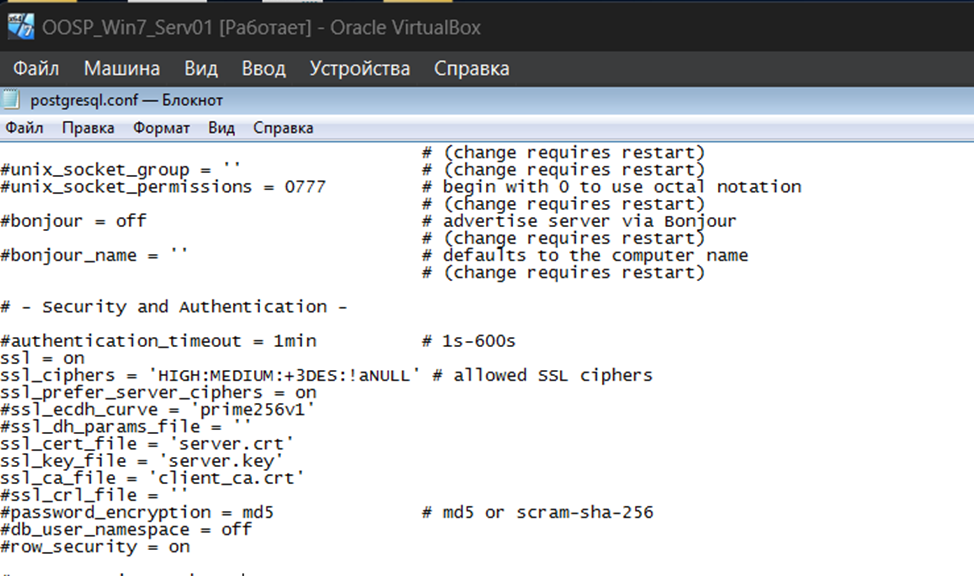 OOSP_Win7_Serv01 [Работает] - Oracle VirtualBox
Файл Машина Вид Ввод Устройства Справка
postgresql.conf — Блокнот
Файл Правка Формат Вид Справка
# (change requires restart)
#unix_socket_group = '' # (change requires restart)
#unix_socket_permissions = 0777 # begin with 0 to use octal notation
# (change requires restart)
#bonjour = off # advertise server via Bonjour
# (change requires restart)
#bonjour_name = '' # defaults to the computer name
# (change requires restart)
# - Security and Authentication -
#authentication_timeout = 1min # 1s-600s
ssl = on
ssl_ciphers = 'HIGH:MEDIUM:+3DES:!aNULL' # allowed SSL ciphers
ssl_prefer_server_ciphers = on
#ssl_ecdh_curve = 'prime256v1'
#ssl_dh_params_file = ''
ssl_cert_file = 'server.crt'
ssl_key_file = 'server.key'
ssl_ca_file = 'client_ca.crt'
#ssl_crl_file = ''
#password_encryption = md5 # md5 or scram-sha-256
#db_user_namespace = off
#row_security = on